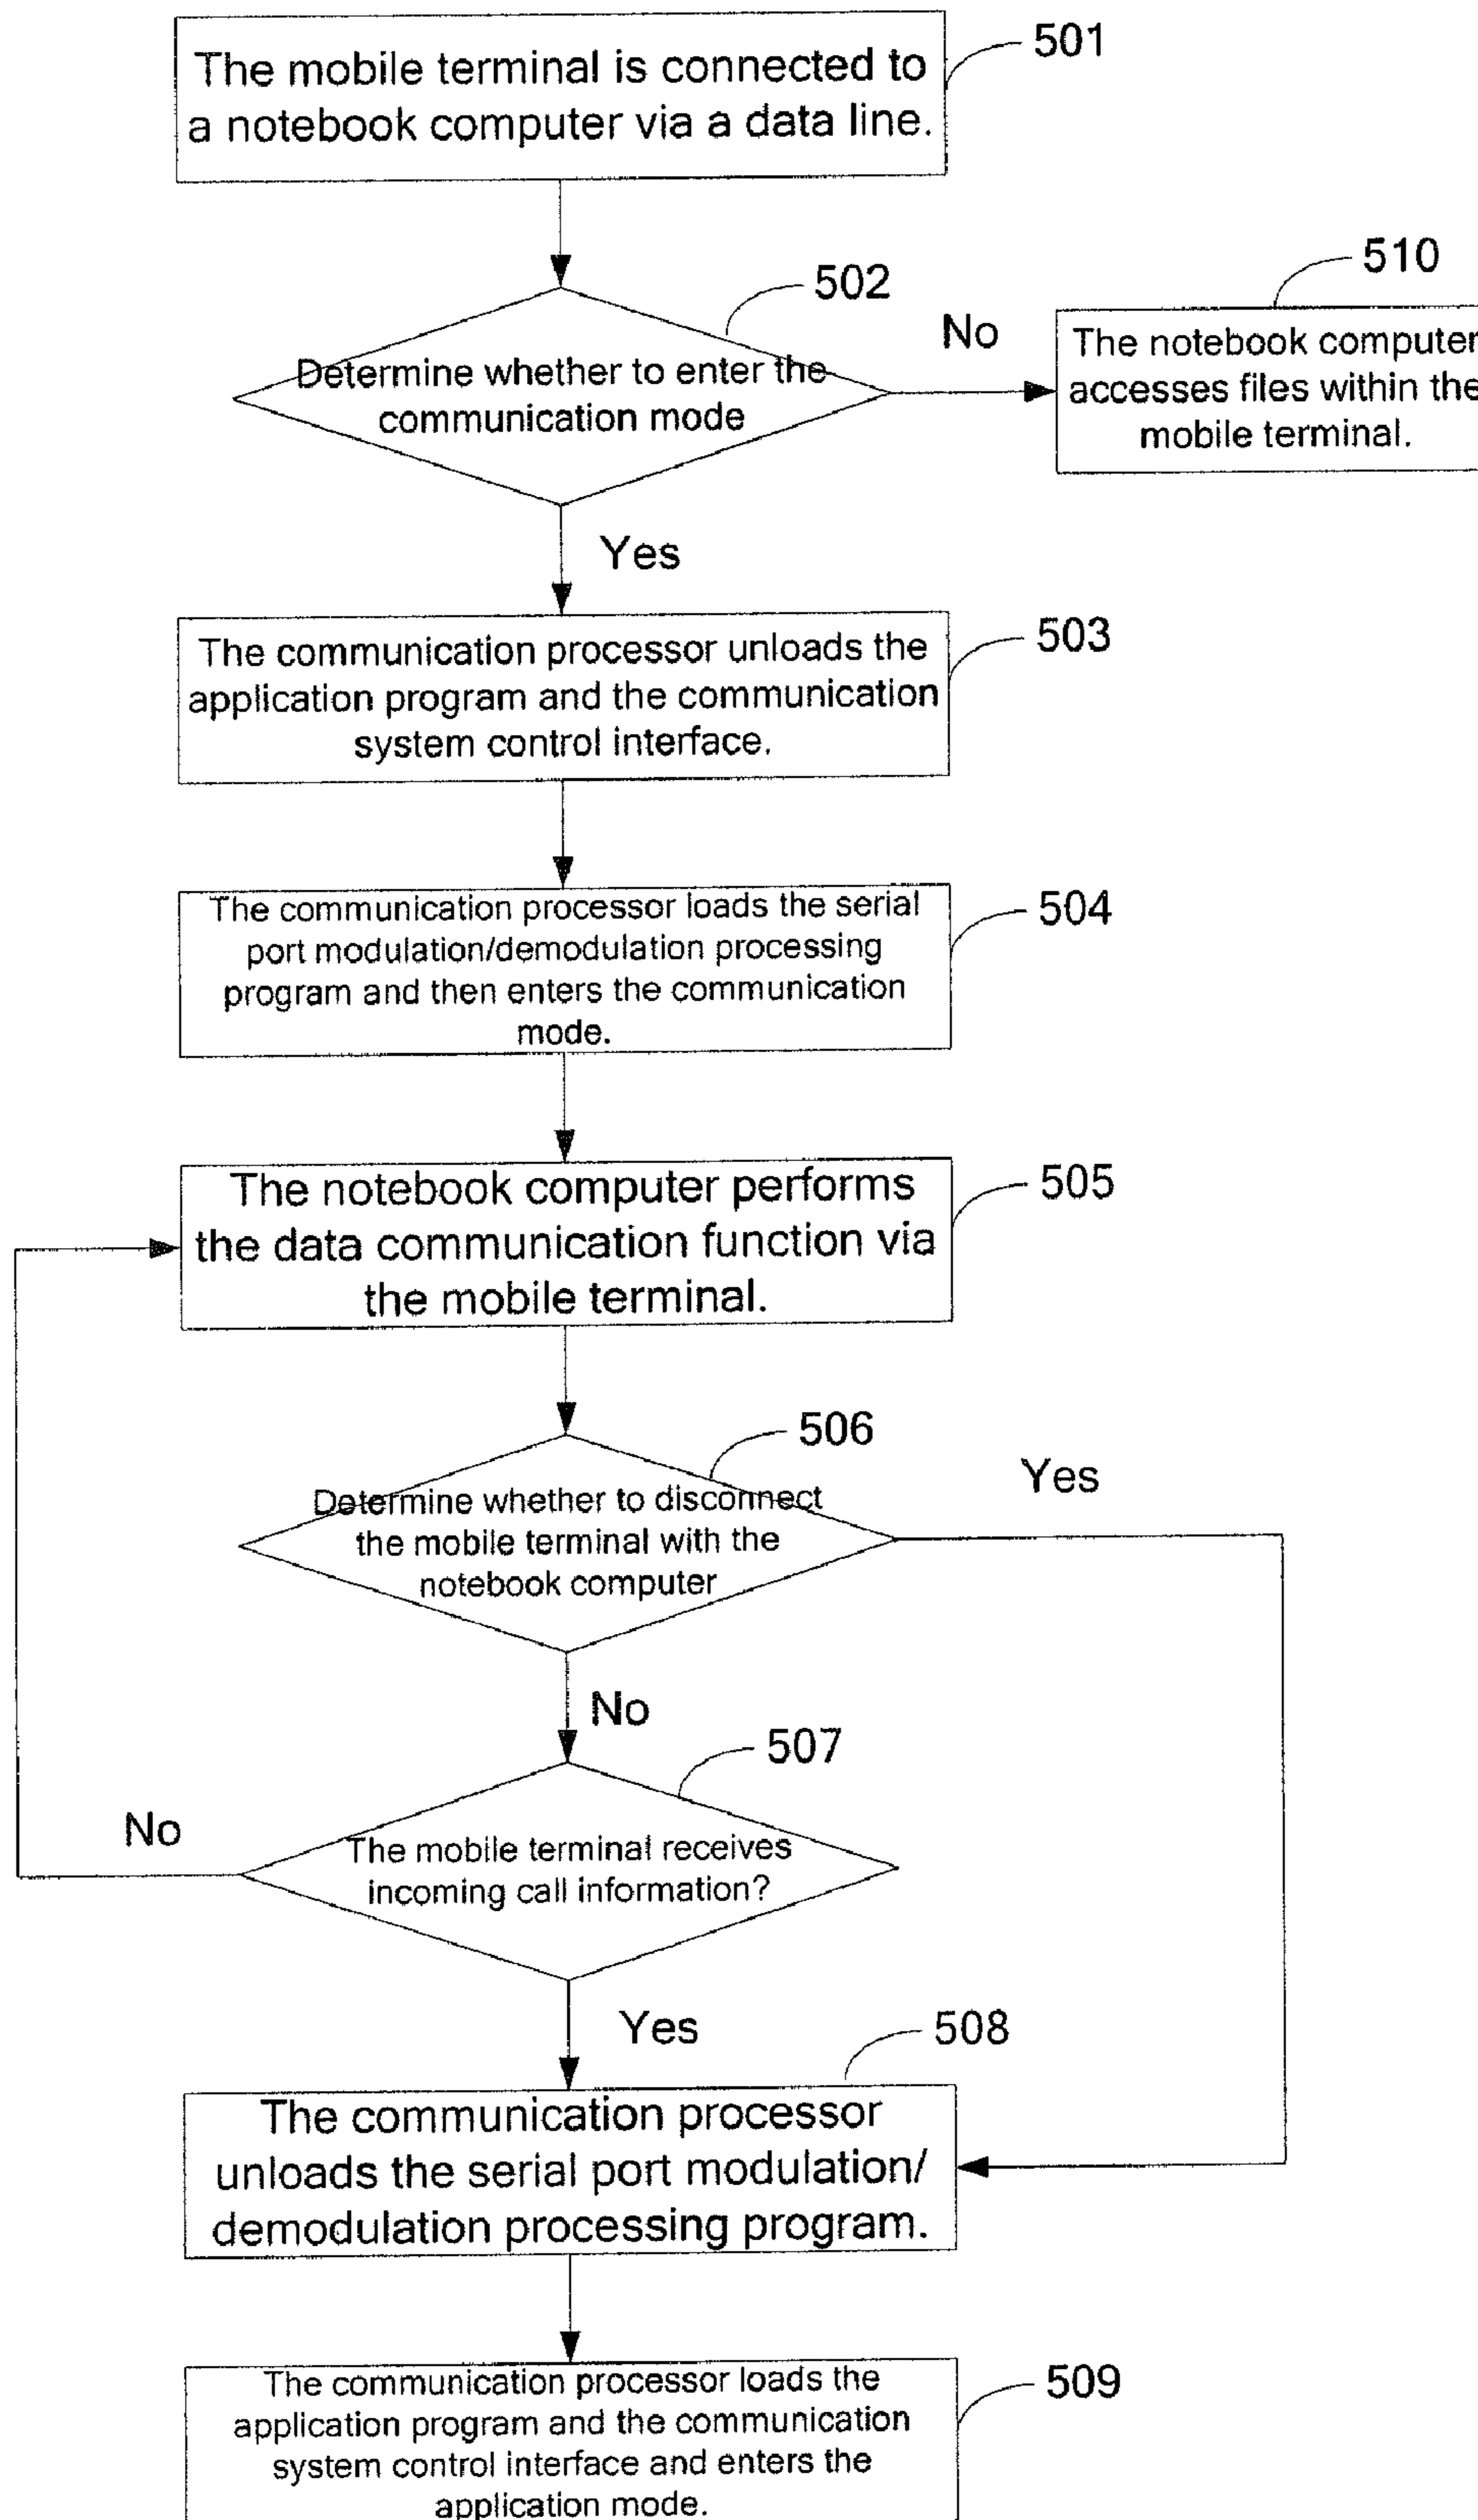 The mobile terminal is connected to
a notebook computer via a data line.
501
502
Determine whether to enter the
communication mode
No
510
The notebook computer
accesses files within the
mobile terminal.
Yes
The communication processor unloads the
application program and the communication
system control interface.
503
The communication processor loads the serial
port modulation/demodulation processing
program and then enters the communication
mode.
504
The notebook computer performs
the data communication function via
the mobile terminal.
505
506
Determine whether to disconnect
the mobile terminal with the
notebook computer
Yes
No
507
The mobile terminal receives
incoming call information?
No
Yes
508
The communication processor
unloads the serial port modulation/
demodulation processing program.
The communication processor loads the
application program and the communication
system control interface and enters the
application mode.
509